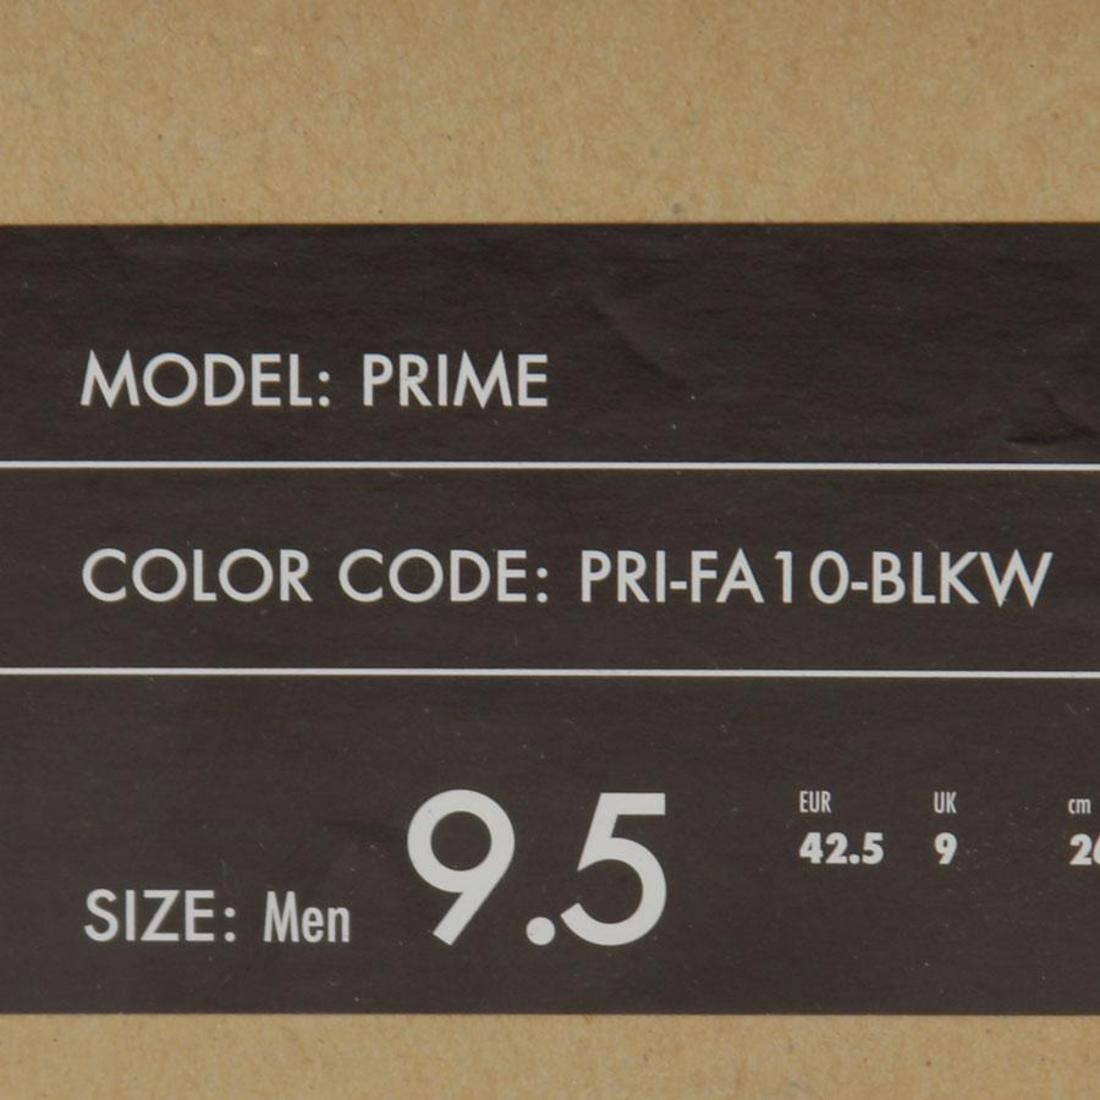 MODEL: PRIME
COLOR CODE: PRI-FA10-BLKW
SIZE: Men 9.5
EUR UK cm
42.5 9